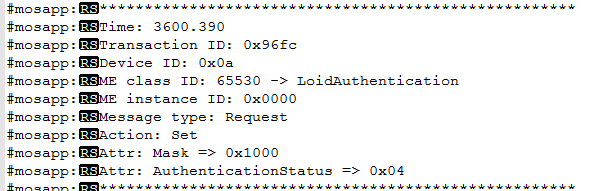 #mosapp:RS*****************************************************
#mosapp:RSTime: 3600.390
#mosapp:RSTransaction ID: 0x96fc
#mosapp:RSDevice ID: 0x0a
#mosapp:RSME class ID: 65530 -> LoidAuthentication
#mosapp:RSME instance ID: 0x0000
#mosapp:RSMessage type: Request
#mosapp:RSAction: Set
#mosapp:RSAttr: Mask => 0x1000
#mosapp:RSAttr: AuthenticationStatus => 0x04
#mosapp:RS*****************************************************